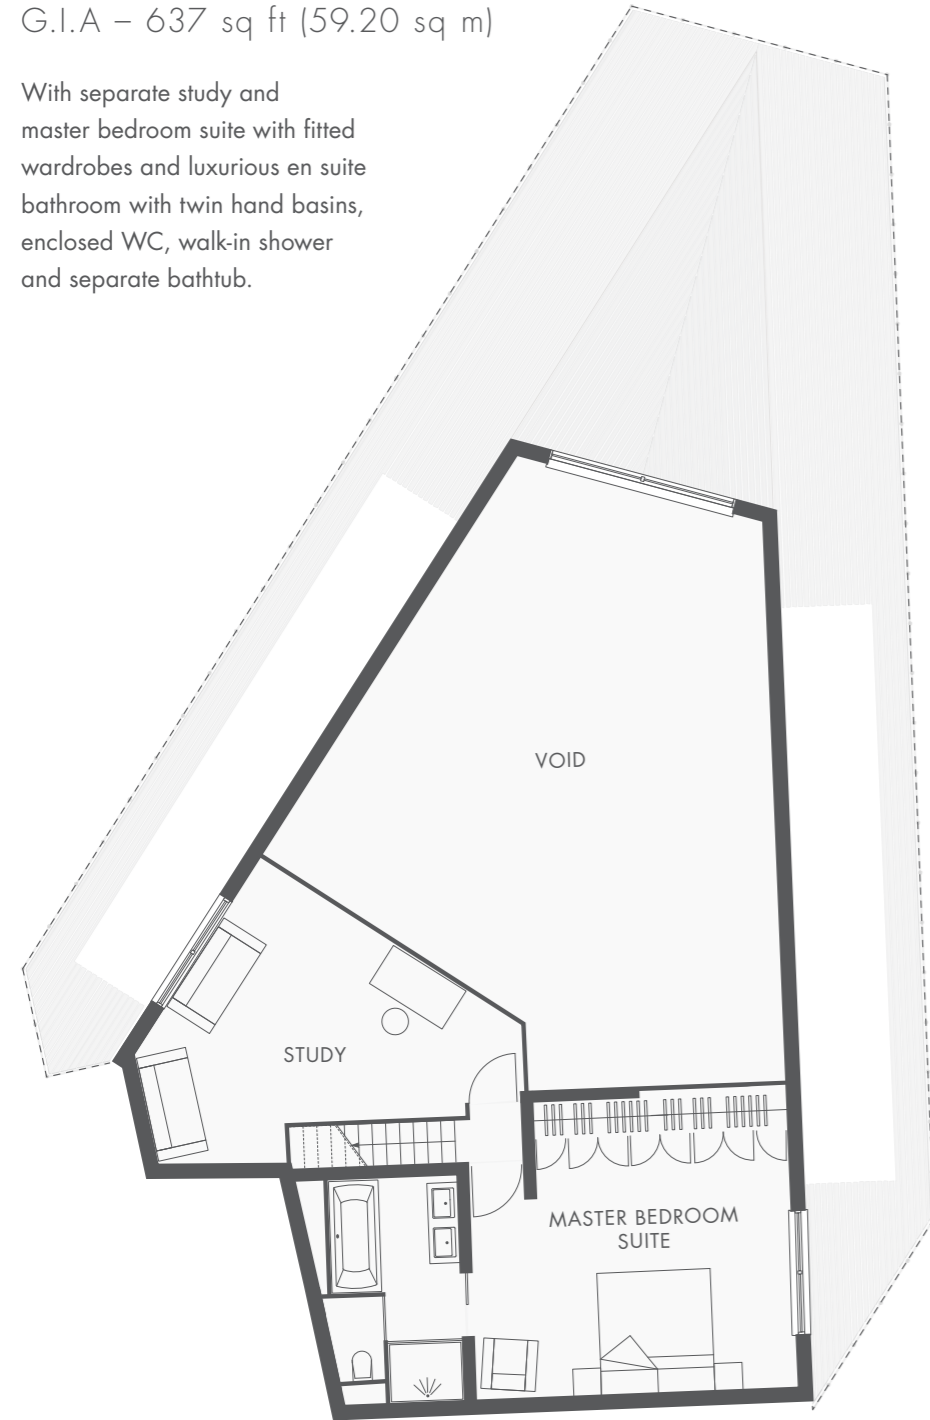 G.I.A – 637 sq ft (59.20 sq m)
With separate study and
master bedroom suite with fitted
wardrobes and luxurious en suite
bathroom with twin hand basins,
enclosed WC, walk-in shower
and separate bathtub.
VOID
STUDY
MASTER BEDROOM
SUITE